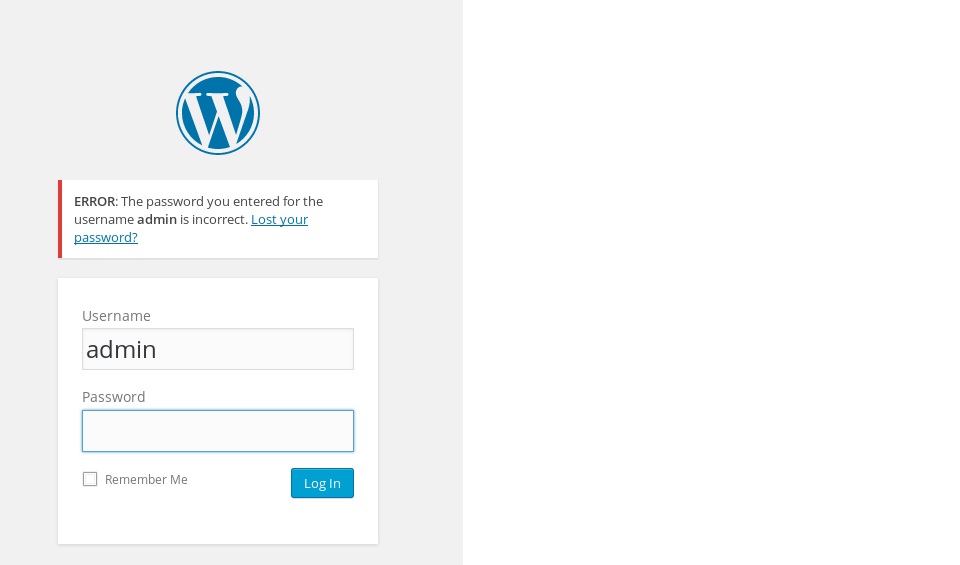 ERROR: The password you entered for the
username admin is incorrect. Lost your
password?
Username
admin
Password
Remember Me
Log In